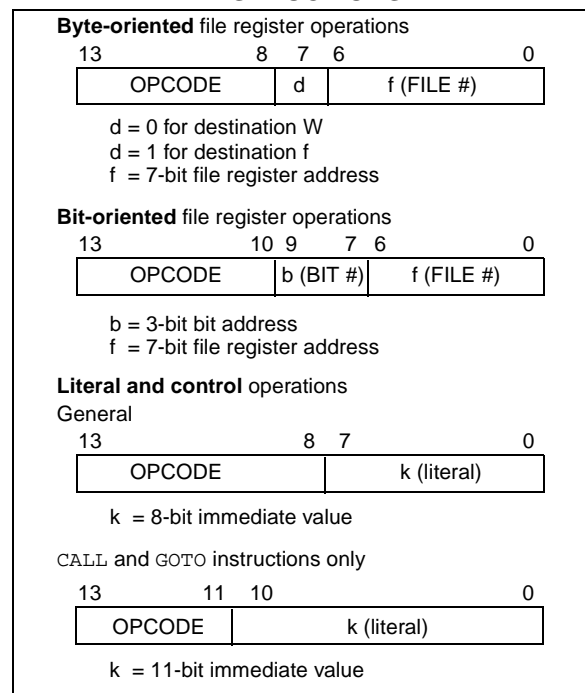 Byte-oriented file register operations
13 8 7 6 0
OPCODE d f (FILE #)
d = 0 for destination W
d = 1 for destination f
f = 7-bit file register address
Bit-oriented file register operations
13 10 9 7 6 0
OPCODE b (BIT #) f (FILE #)
b = 3-bit bit address
f = 7-bit file register address
Literal and control operations
General
13 8 7 0
OPCODE k (literal)
k = 8-bit immediate value
CALL and GOTO instructions only
13 11 10 0
OPCODE k (literal)
k = 11-bit immediate value